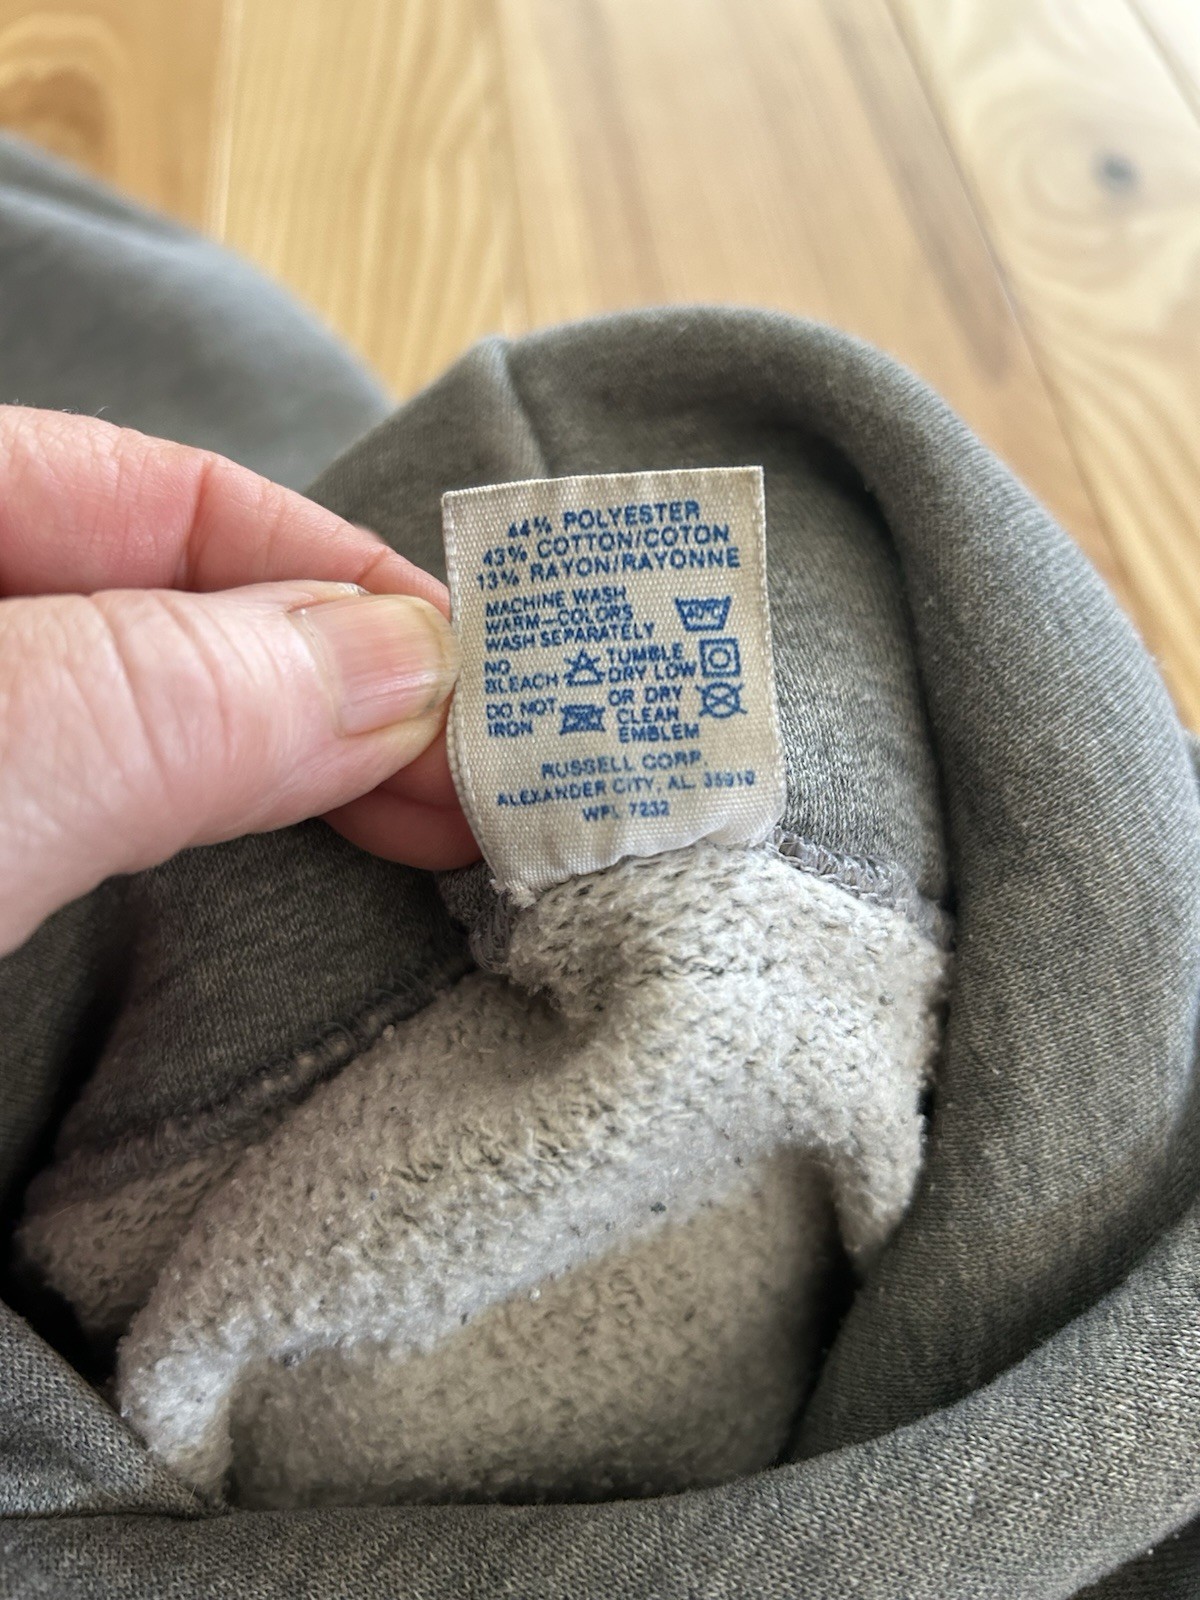 44% POLYESTER
43% COTTON/COTON
13% RAYON/RAYONNE
MACHINE WASH
WARM-COLORS
WASH SEPARATELY
NO
BLEACH
TUMBLE
DRY LOW
DO NOT
IRON
OR DRY
CLEAN
EMBLEM
RUSSELL CORP.
ALEXANDER CITY, AL. 35010
WPL 7232